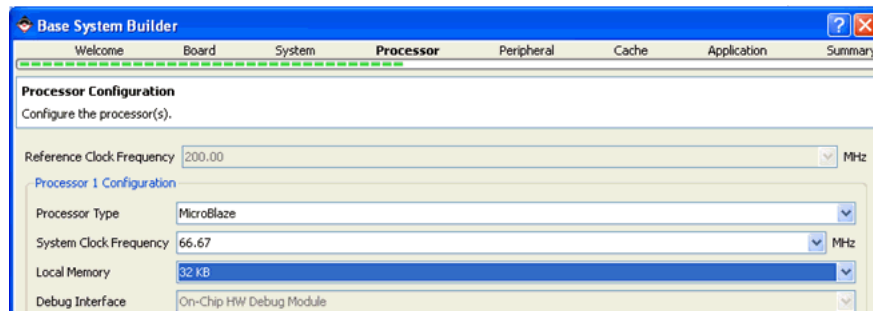 Base System Builder
Welcome Board System Processor Peripheral Cache Application Summary
Processor Configuration
Configure the processor(s).
Reference Clock Frequency 200.00 MHz
Processor 1 Configuration
Processor Type MicroBlaze
System Clock Frequency 66.67 MHz
Local Memory 32 KB
Debug Interface On-Chip HW Debug Module